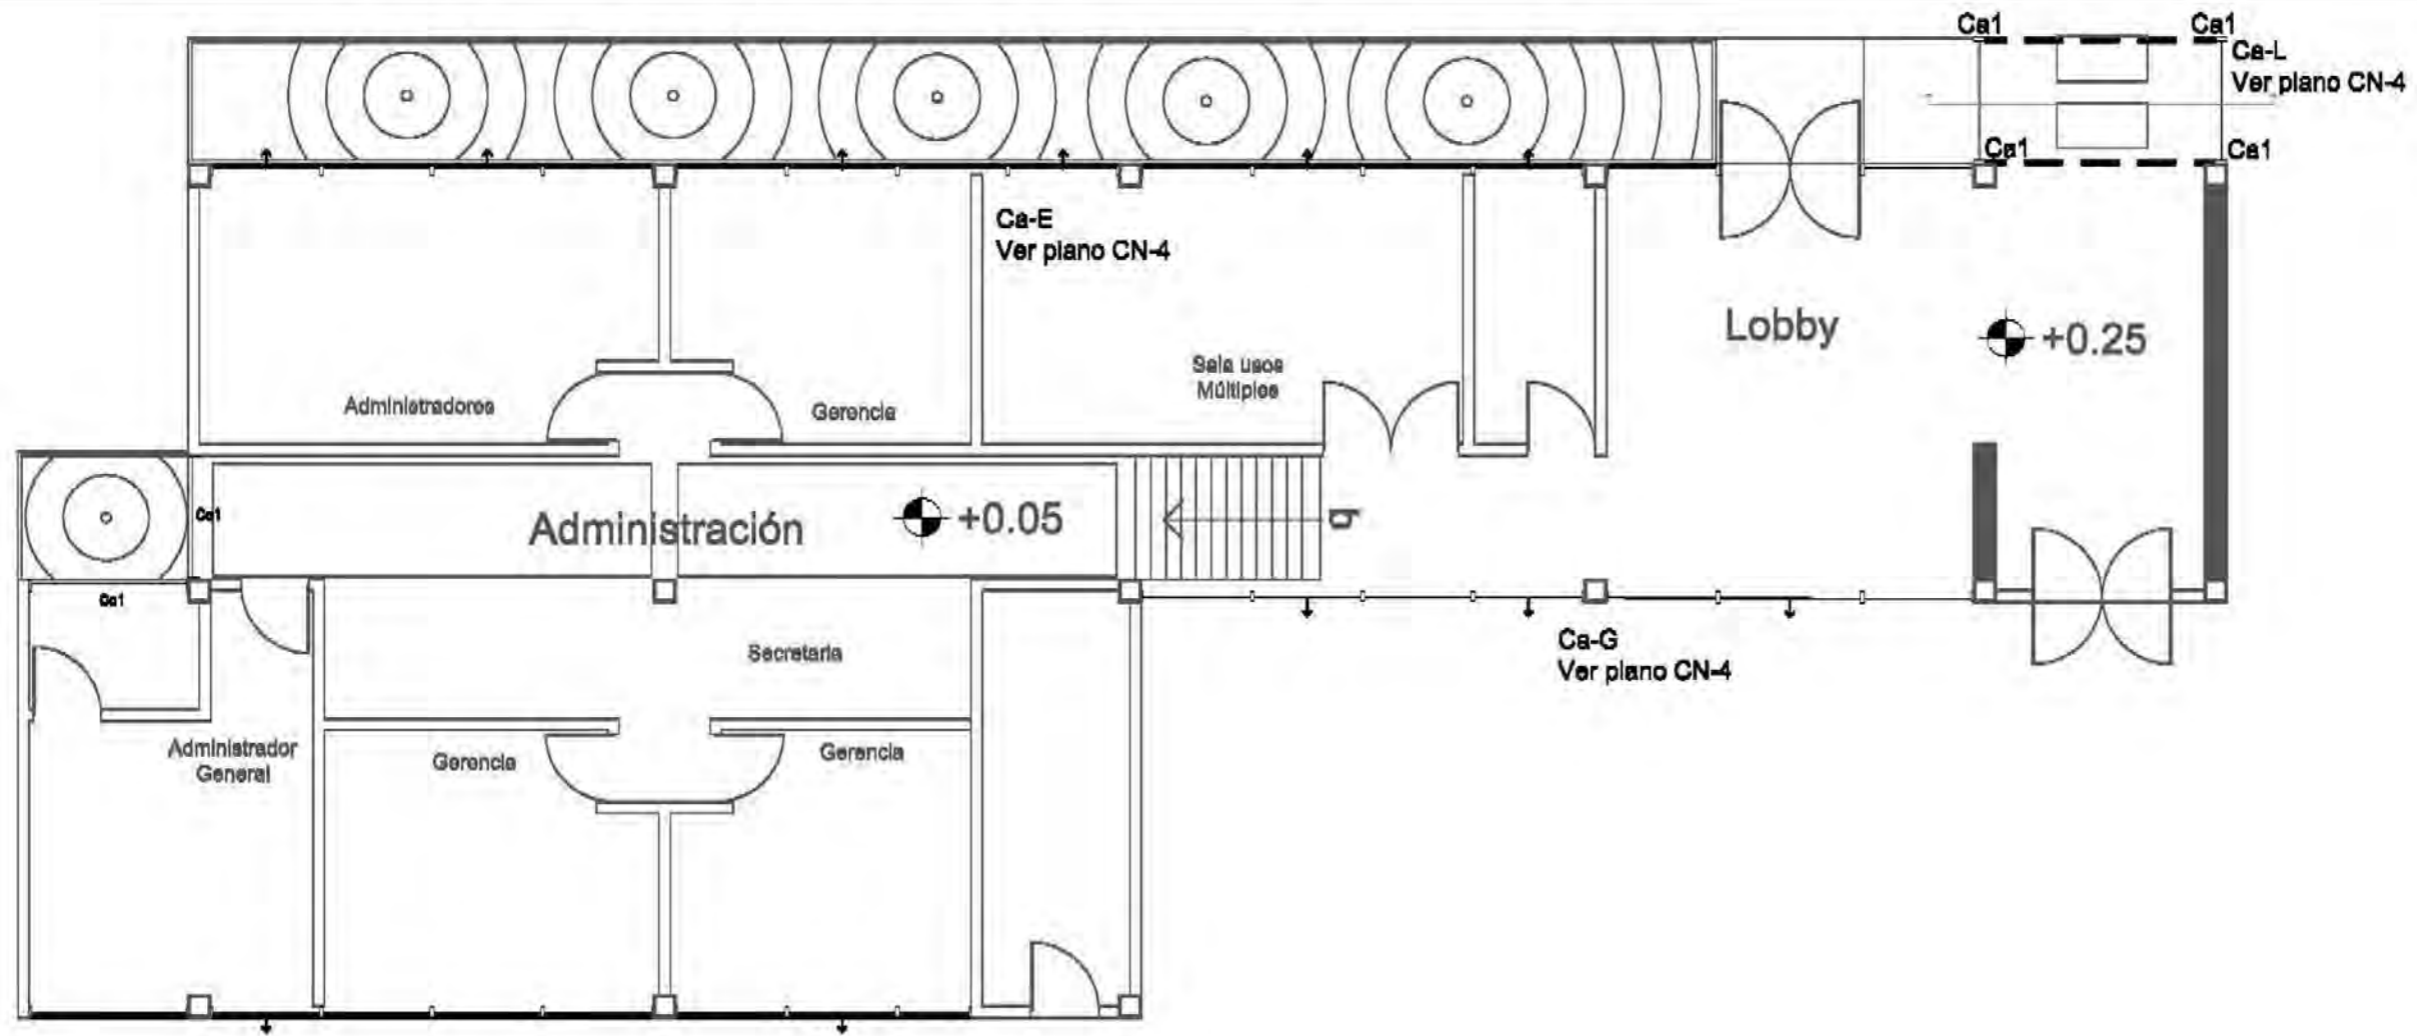 Ca1
Ca1
Ca-L
Ver plano CN-4
Ca1
Ca1
Ca-E
Ver plano CN-4
Lobby
+0.25
Sala usos
Múltiples
Administradores
Gerencia
Ca1
Administración
+0.05
b
Ca1
Ca-G
Ver plano CN-4
Secretaria
Administrador
General
Gerencia
Gerencia